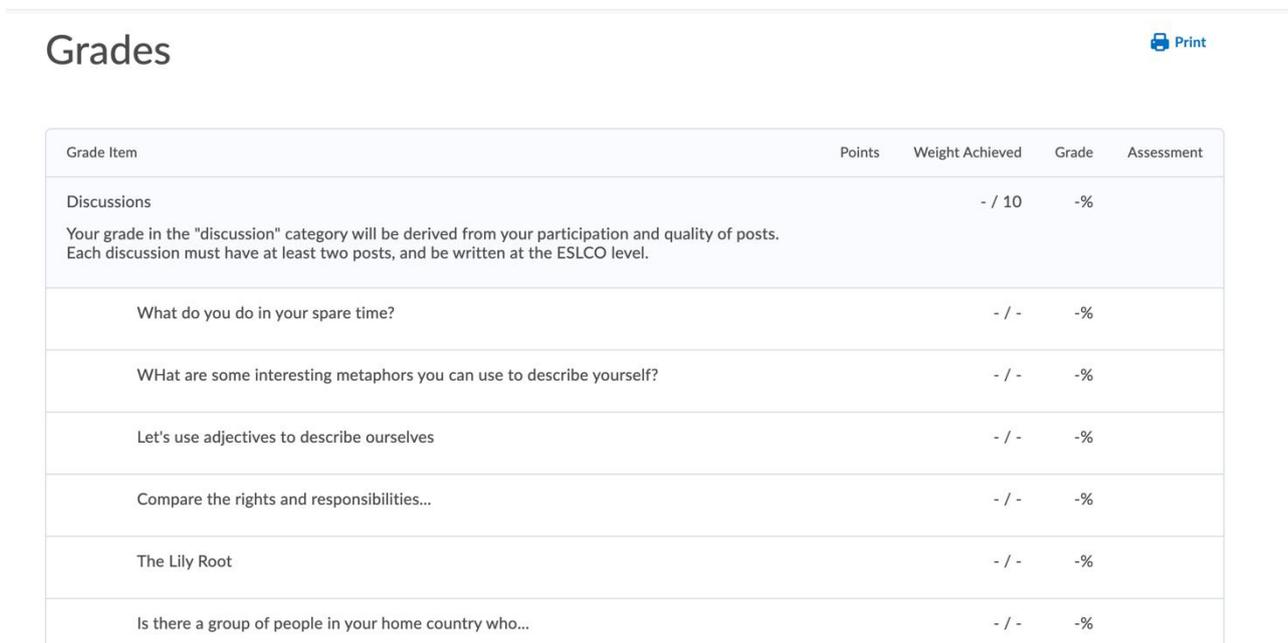 Grades
Print
Grade Item Points Weight Achieved Grade Assessment
Discussions - / 10 -%
Your grade in the "discussion" category will be derived from your participation and quality of posts.
Each discussion must have at least two posts, and be written at the ESLCO level.
What do you do in your spare time? - / - -%
WHat are some interesting metaphors you can use to describe yourself? - / - -%
Let's use adjectives to describe ourselves - / - -%
Compare the rights and responsibilities... - / - -%
The Lily Root - / - -%
Is there a group of people in your home country who... - / - -%